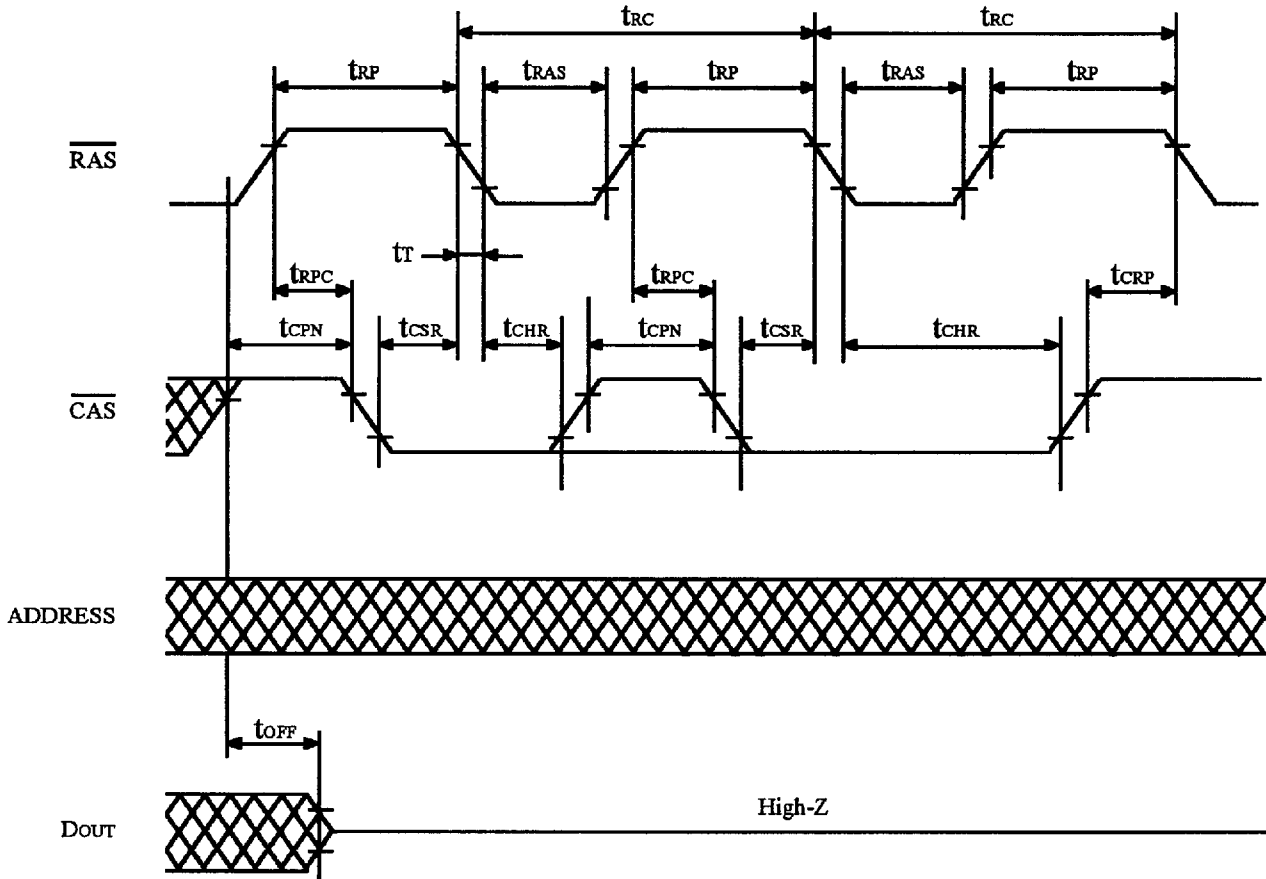 tRC tRC
tRP tRAS tRP tRAS tRP
RAS
tT
tRPC tRPC tCRP
tCPN tCSR tCHR tCPN tCSR tCHR
CAS
ADDRESS
tOFF
High-Z
DOUT